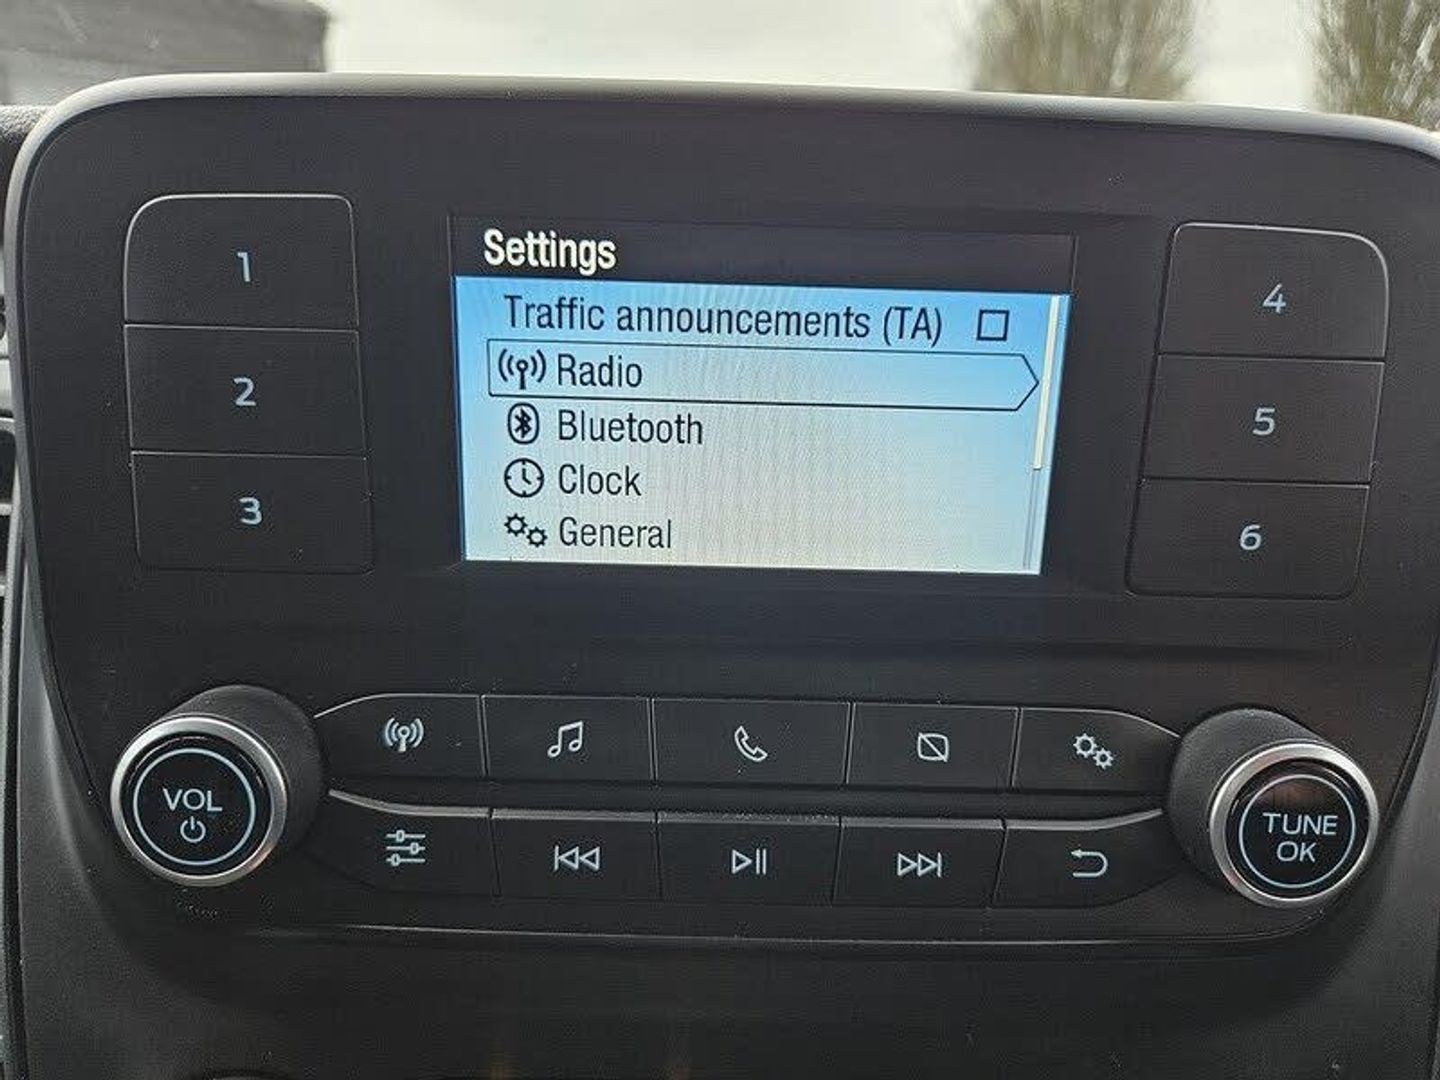 Settings
Traffic announcements (TA)
Radio
Bluetooth
Clock
General
1
2
3
4
5
6
VOL
TUNE
OK